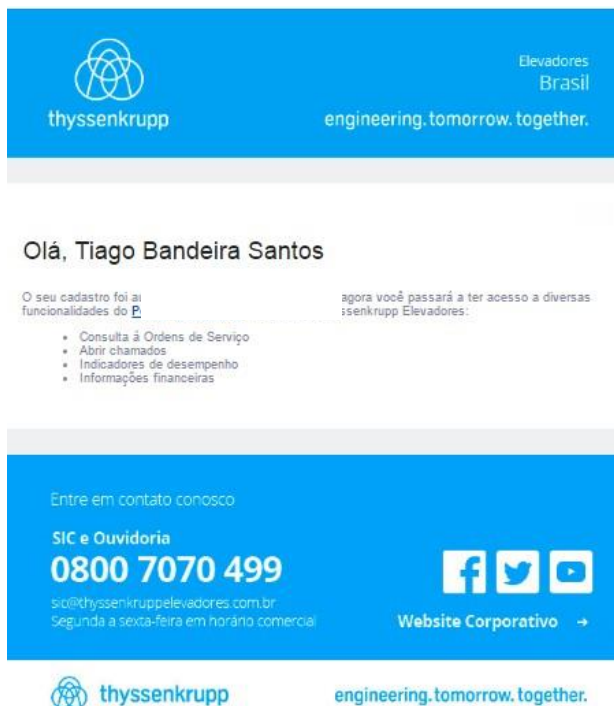 thyssenkrupp
Elevadores
Brasil
engineering.tomorrow.together.
Olá, Tiago Bandeira Santos
O seu cadastro foi agora você passará a ter acesso a diversas
funcionalidades do Elevadores:
Consulta á Ordens de Serviço
Abrir chamados
Indicadores de desempenho
Informações financeiras
Entre em contato conosco
SIC e Ouvidoria
0800 7070 499
sic@thyssenkruppelevadores.com.br
Segunda a sexta-feira em horário comercial
Website Corporativo →
thyssenkrupp
engineering.tomorrow.together.